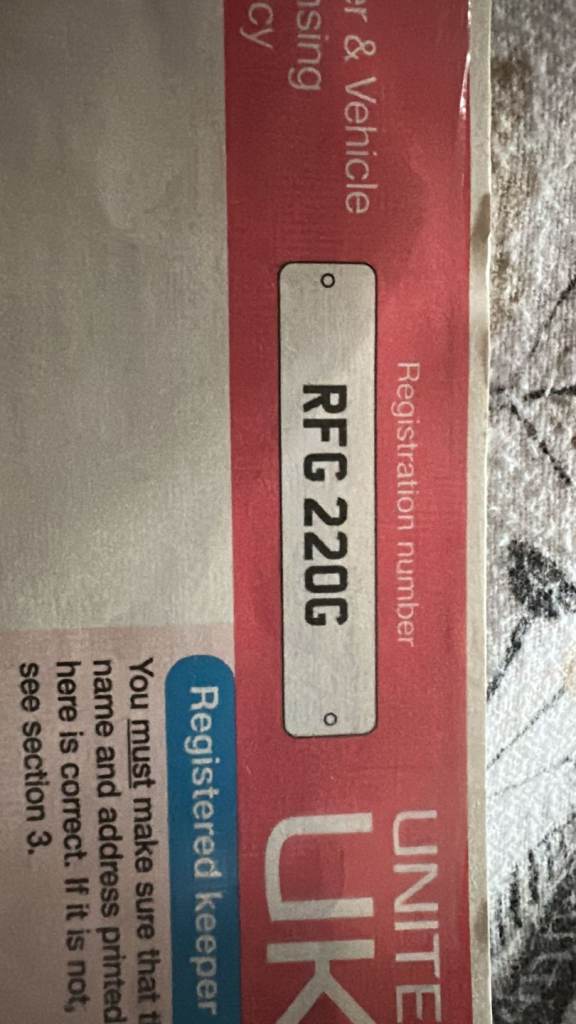 er & Vehicle
nsing
cy
Registration number
RFG 220G
UNITE
UK
Registered keeper
You must make sure that t
name and address printed
here is correct. If it is not,
see section 3.